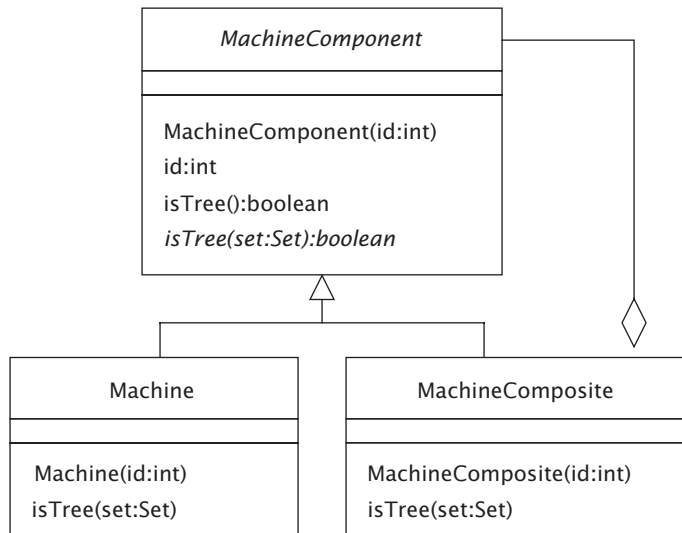 MachineComponent
MachineComponent(id:int)
id:int
isTree():boolean
isTree(set:Set):boolean
Machine
Machine(id:int)
isTree(set:Set)
MachineComposite
MachineComposite(id:int)
isTree(set:Set)